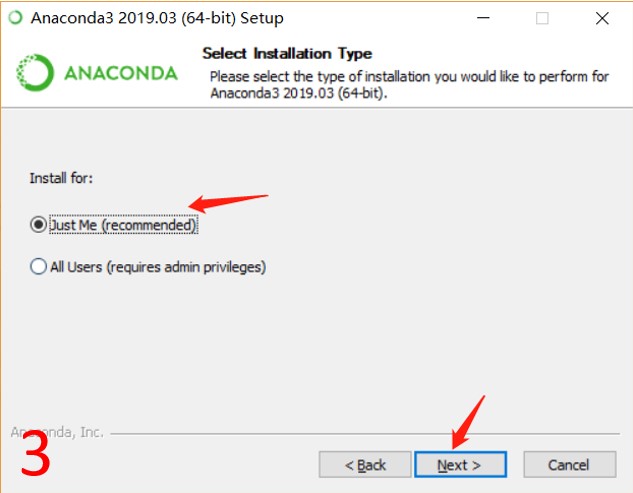 Anaconda3 2019.03 (64-bit) Setup
ANACONDA
Select Installation Type
Please select the type of installation you would like to perform for
Anaconda3 2019.03 (64-bit).
Install for:
Just Me (recommended)
All Users (requires admin privileges)
Anaconda, Inc.
3
< Back
Next >
Cancel